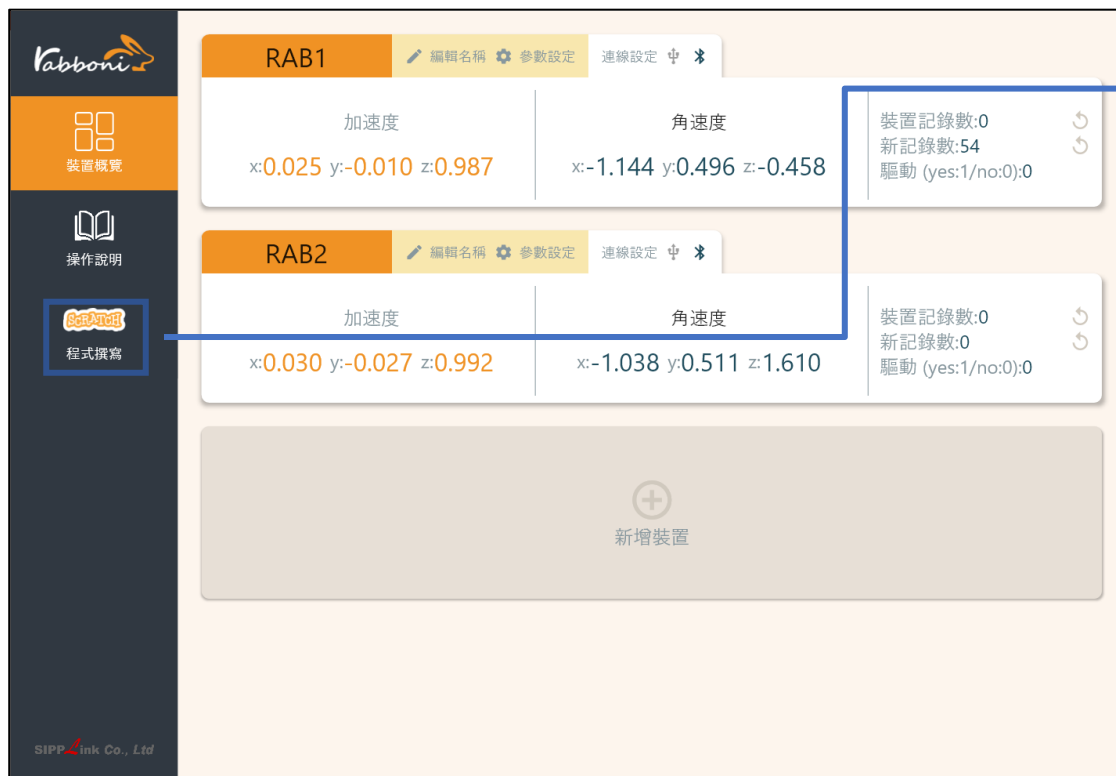 rabboni
裝置概覽
操作說明
SCRATCH
程式撰寫
SIPPLink Co., Ltd
RAB1 編輯名稱 參數設定 連線設定
加速度
x:0.025 y:-0.010 z:0.987
角速度
x:-1.144 y:0.496 z:-0.458
裝置記錄數:0
新記錄數:54
驅動 (yes:1/no:0):0
RAB2 編輯名稱 參數設定 連線設定
加速度
x:0.030 y:-0.027 z:0.992
角速度
x:-1.038 y:0.511 z:1.610
裝置記錄數:0
新記錄數:0
驅動 (yes:1/no:0):0
新增裝置